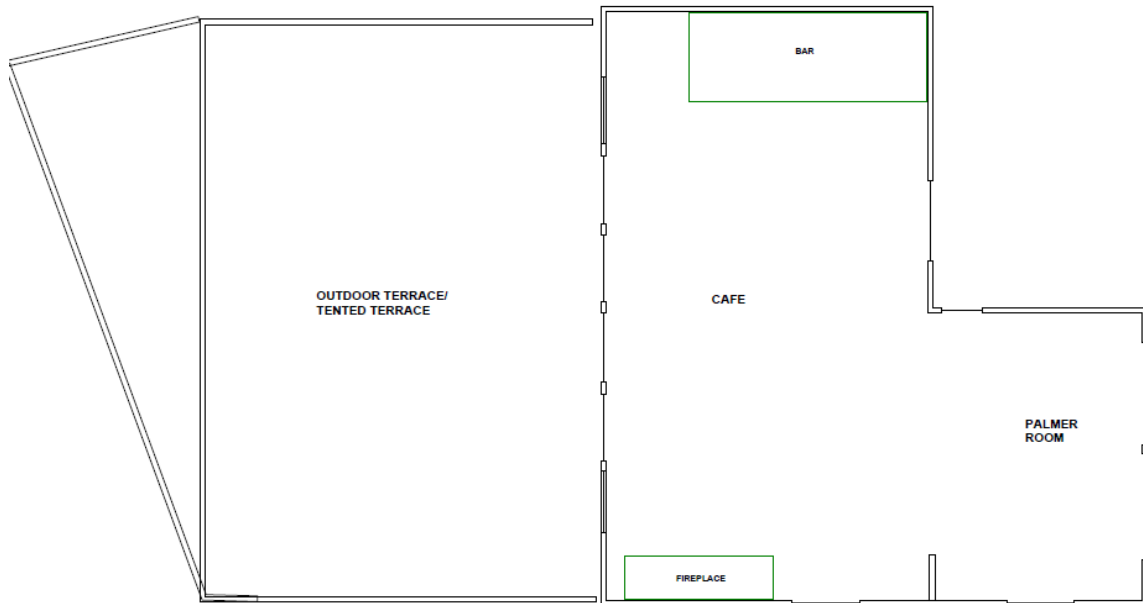 BAR
OUTDOOR TERRACE/
TENTED TERRACE
CAFE
PALMER
ROOM
FIREPLACE